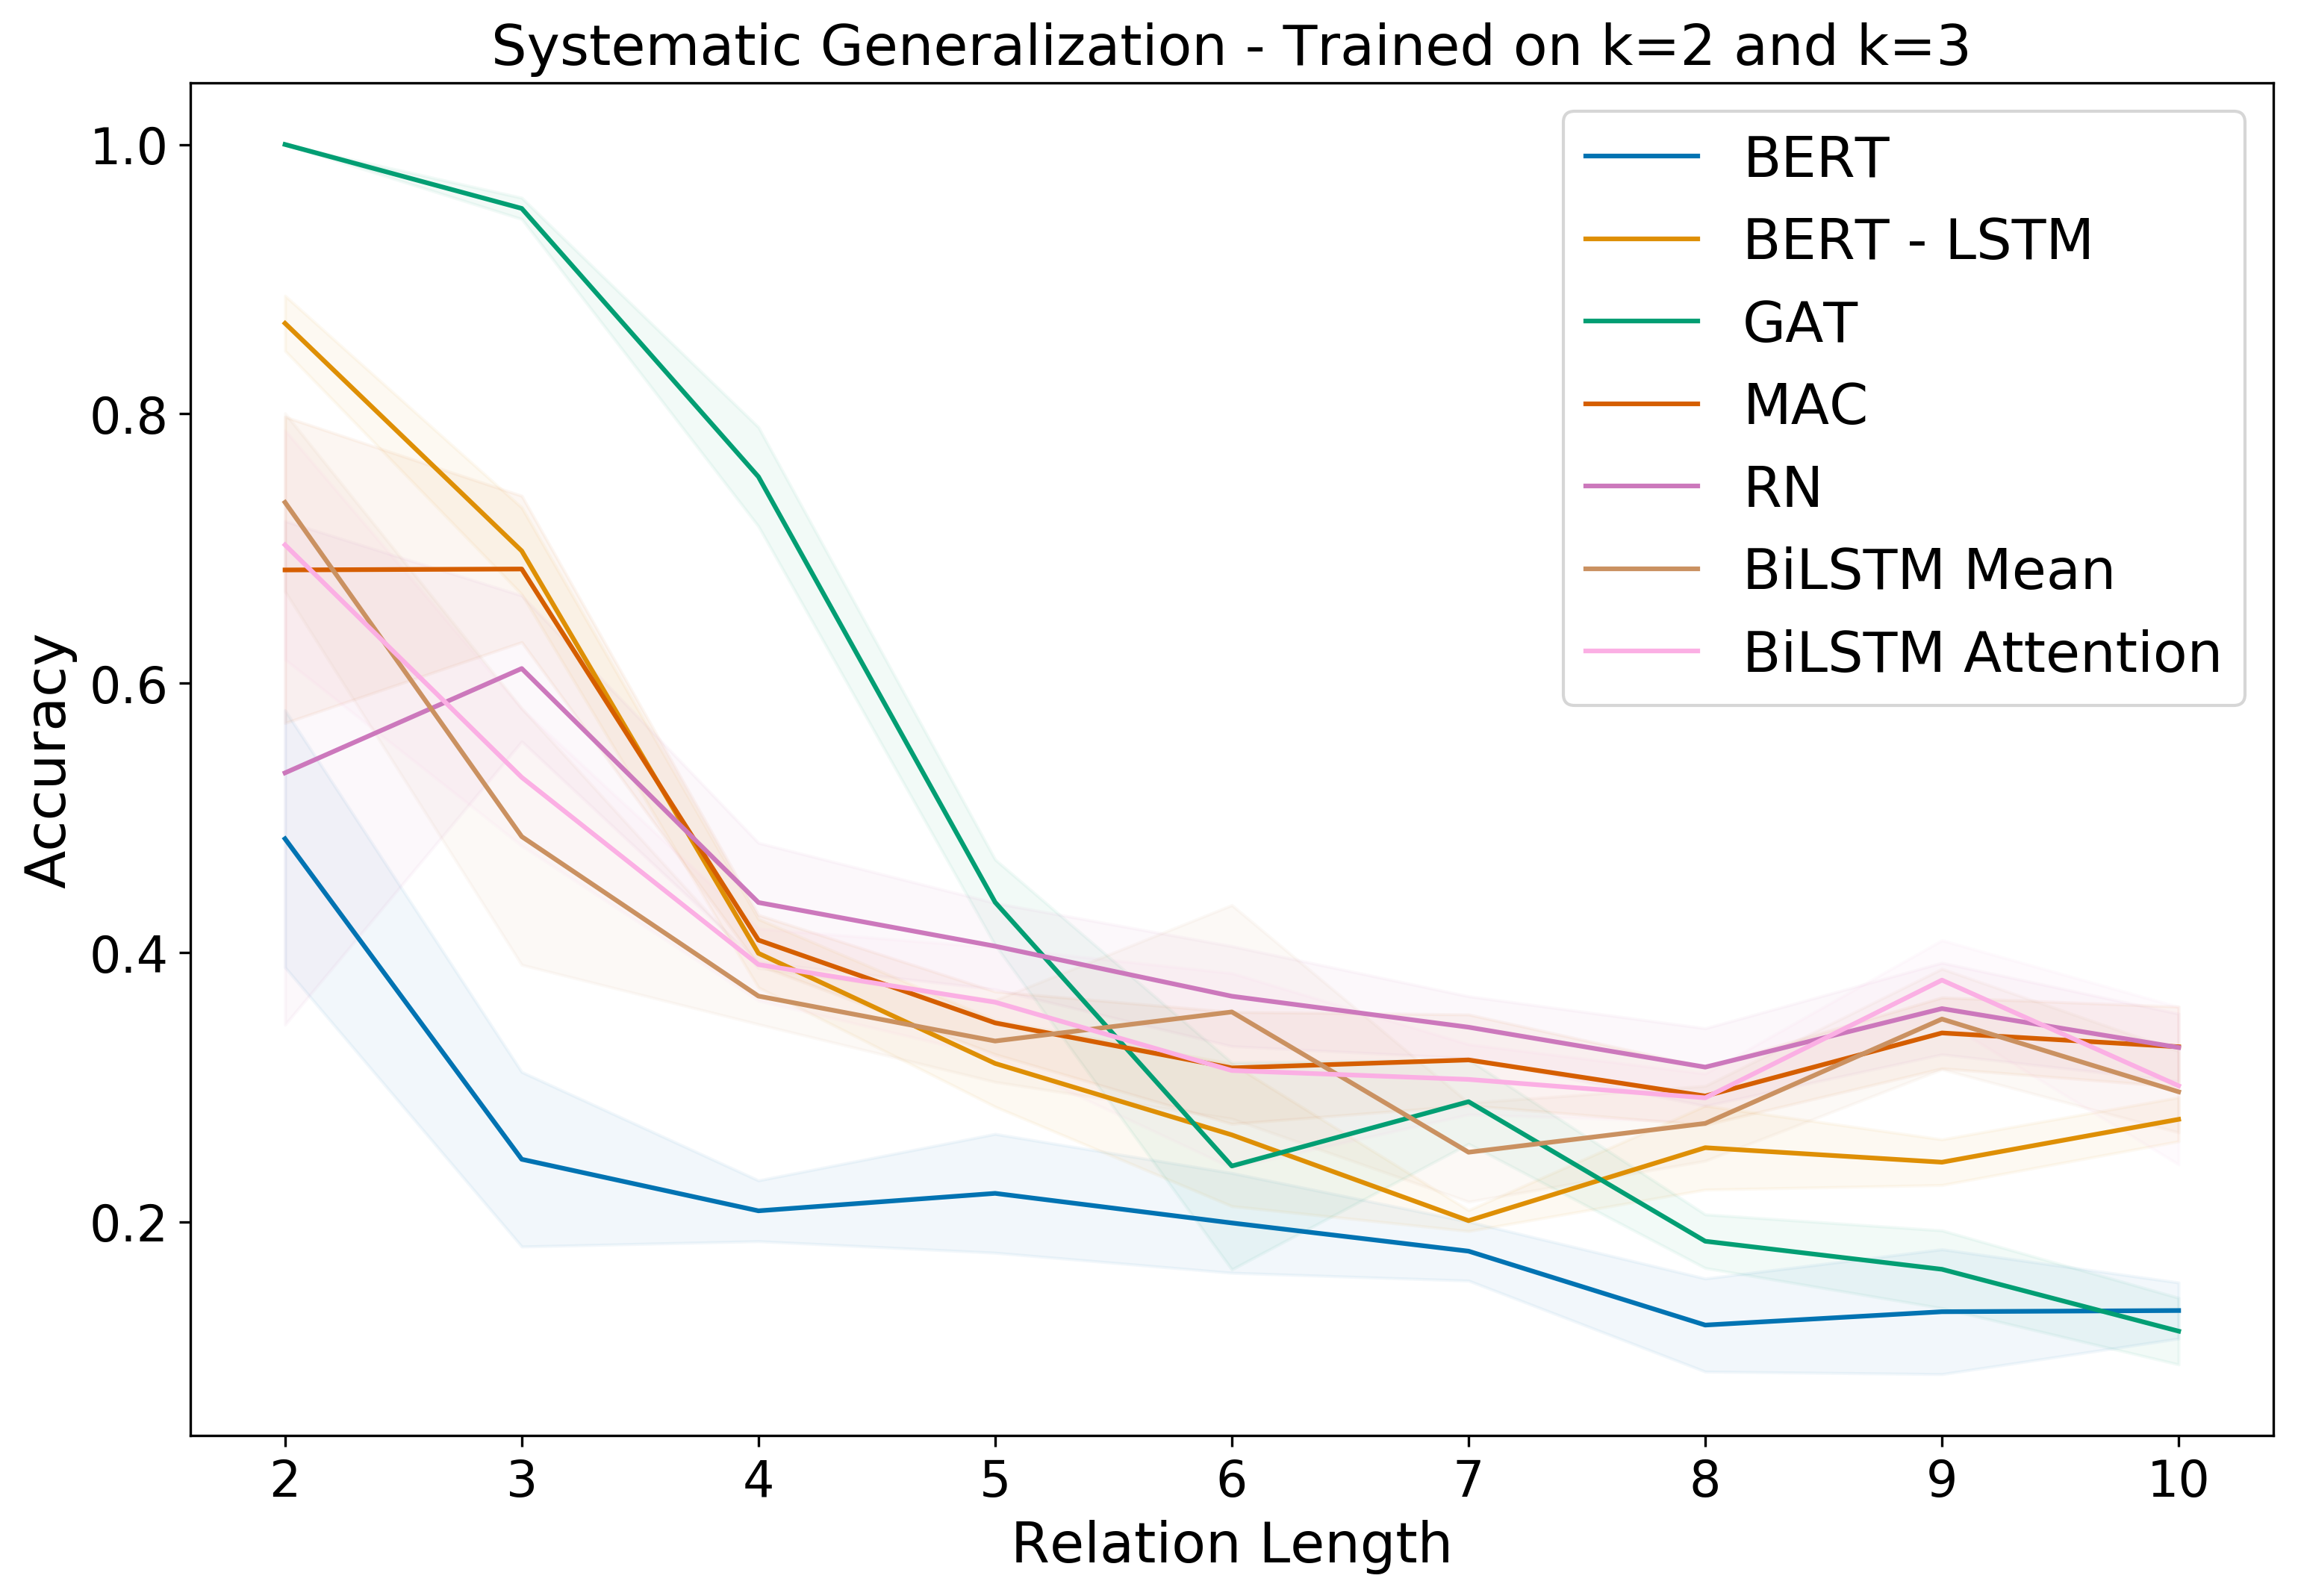 Systematic Generalization - Trained on k=2 and k=3
1.0
0.8
0.6
0.4
0.2
Accuracy
BERT
BERT - LSTM
GAT
MAC
RN
BiLSTM Mean
BiLSTM Attention
2 3 4 5 6 7 8 9 10
Relation Length